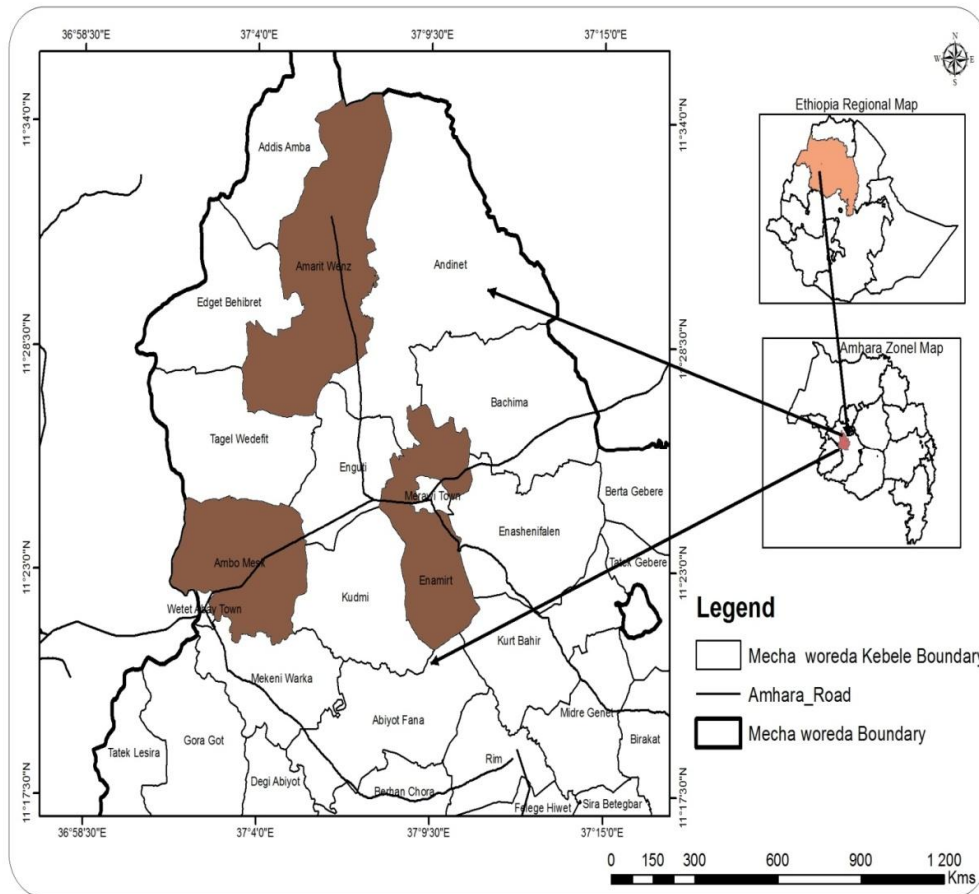 36°58'30"E 37°4'0"E 37°9'30"E 37°15'0"E
N
W E
S
11°34'0"N
11°34'0"N
Ethiopia Regional Map
Addis Amba
Amarit Wenz
Andinet
Edget Behibret
11°28'30"N
11°28'30"N
Amhara Zonel Map
Bachima
Tagel Wedefit
Enguti
Merawi Town
Berta Gebere
Enashenifalen
11°23'0"N
11°23'0"N
Ambo Mesk
Tatek Gebere
Enamirt
Kudmi
Wetet Abay Town
Kurt Bahir
Mekeni Warka
Abiyot Fana
Midre Genet
Gora Got
Birakat
Tatek Lesira
Rim
Degi Abiyot
Berhan Chora
Felege Hiwet
Sira Betegbar
11°17'30"N
11°17'30"N
Legend
Mecha woreda Kebele Boundary
Amhara_Road
Mecha woreda Boundary
36°58'30"E 37°4'0"E 37°9'30"E 37°15'0"E
0 150 300 600 900 1 200
Kms